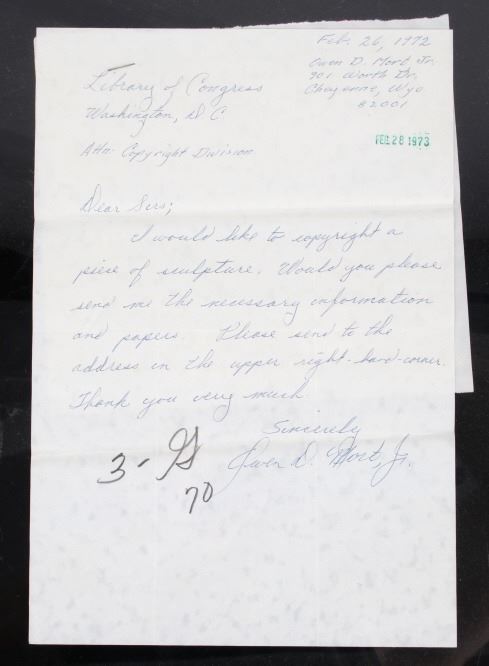 Feb. 26, 1972
Owen D. Mort Jr.
901 Worth Dr.
Cheyenne, Wyo
82001
Library of Congress
Washington, D C
Attn: Copyright Division
FEB 28 1973
Dear Sirs;
I would like to copyright a
piece of sculpture. Would you please
send me the necessary information
and papers. Please send to the
address in the upper right-hand-corner.
Thank you very much.
Sincerely
Owen D. Mort, Jr.
3-
70